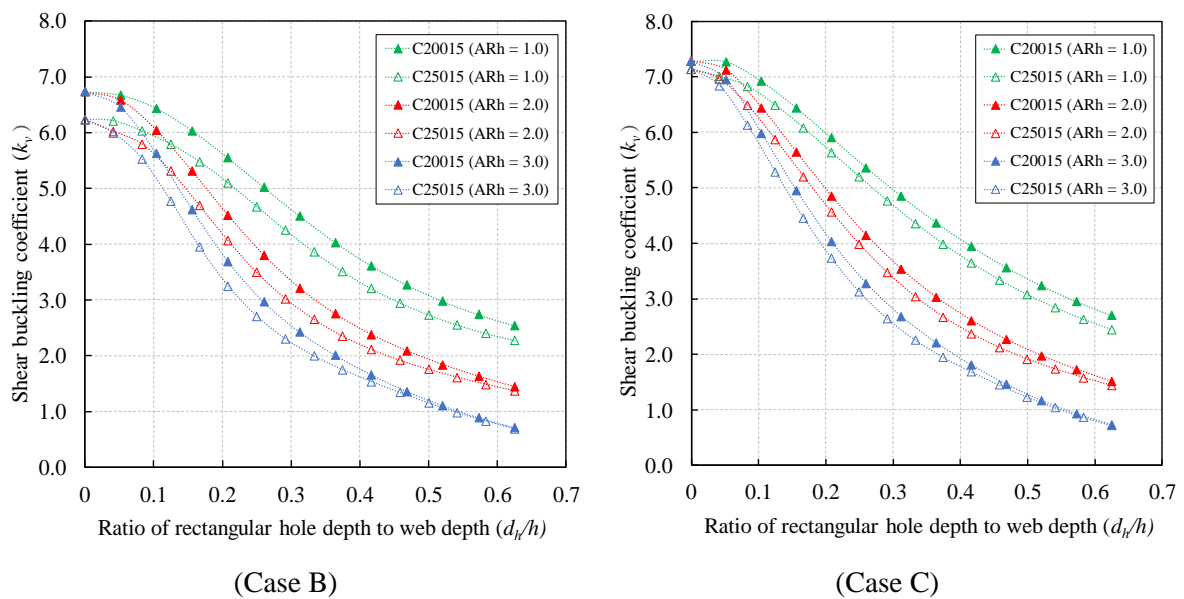 8.0
7.0
6.0
5.0
4.0
3.0
2.0
1.0
0.0
Shear buckling coefficient (kᵥ)
C20015 (ARh = 1.0)
C25015 (ARh = 1.0)
C20015 (ARh = 2.0)
C25015 (ARh = 2.0)
C20015 (ARh = 3.0)
C25015 (ARh = 3.0)
0 0.1 0.2 0.3 0.4 0.5 0.6 0.7
Ratio of rectangular hole depth to web depth (dₕ/h)
(Case B)
8.0
7.0
6.0
5.0
4.0
3.0
2.0
1.0
0.0
Shear buckling coefficient (kᵥ)
C20015 (ARh = 1.0)
C25015 (ARh = 1.0)
C20015 (ARh = 2.0)
C25015 (ARh = 2.0)
C20015 (ARh = 3.0)
C25015 (ARh = 3.0)
0 0.1 0.2 0.3 0.4 0.5 0.6 0.7
Ratio of rectangular hole depth to web depth (dₕ/h)
(Case C)